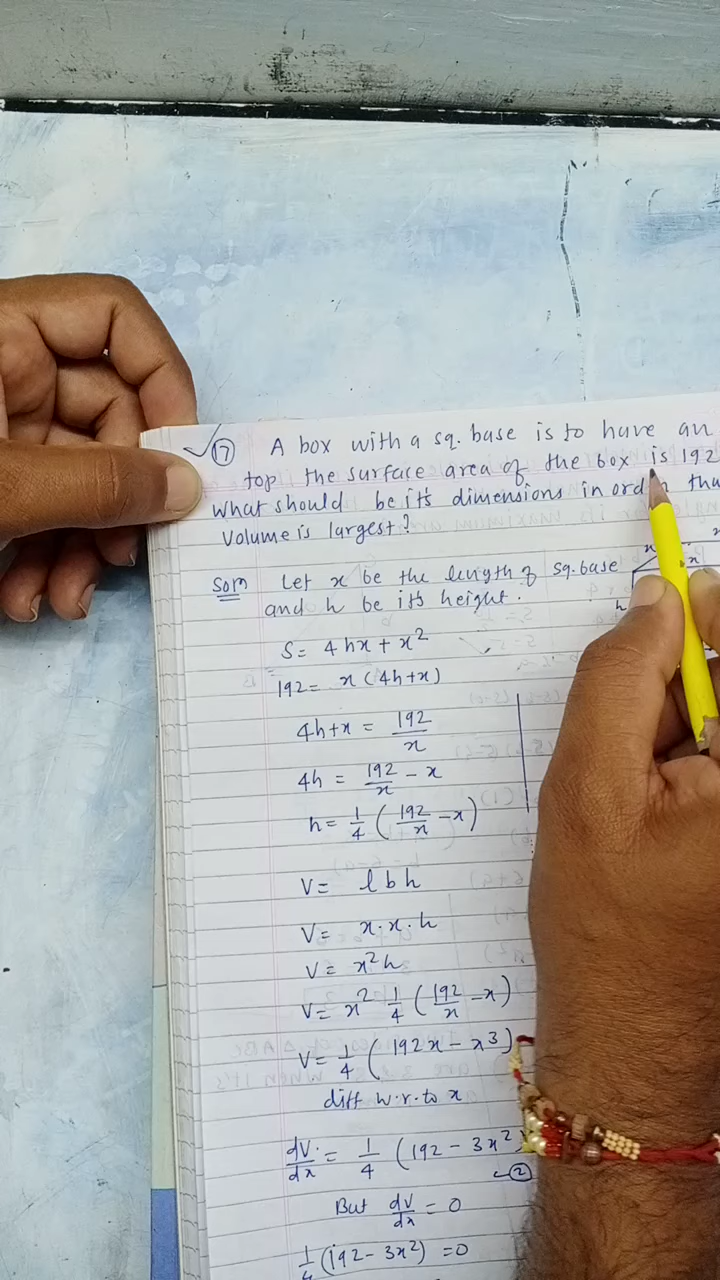 17 A box with a sq. base is to have an
top the surface area of the box is 192
what should be it's dimensions in order tha
volume is largest?
Soln Let x be the length of sq. base
and h be it's height.
x
x
h
S = 4hx + x²
192 = x(4h+x)
4h+x = 192/x
4h = 192/x - x
h = 1/4 (192/x - x)
V = lbh
V = x·x·h
V = x²h
V = x² 1/4 (192/x - x)
V = 1/4 (192x - x³)
diff w.r.to x
dV/dx = 1/4 (192 - 3x²)
2
But dV/dx = 0
1/4 (192 - 3x²) = 0